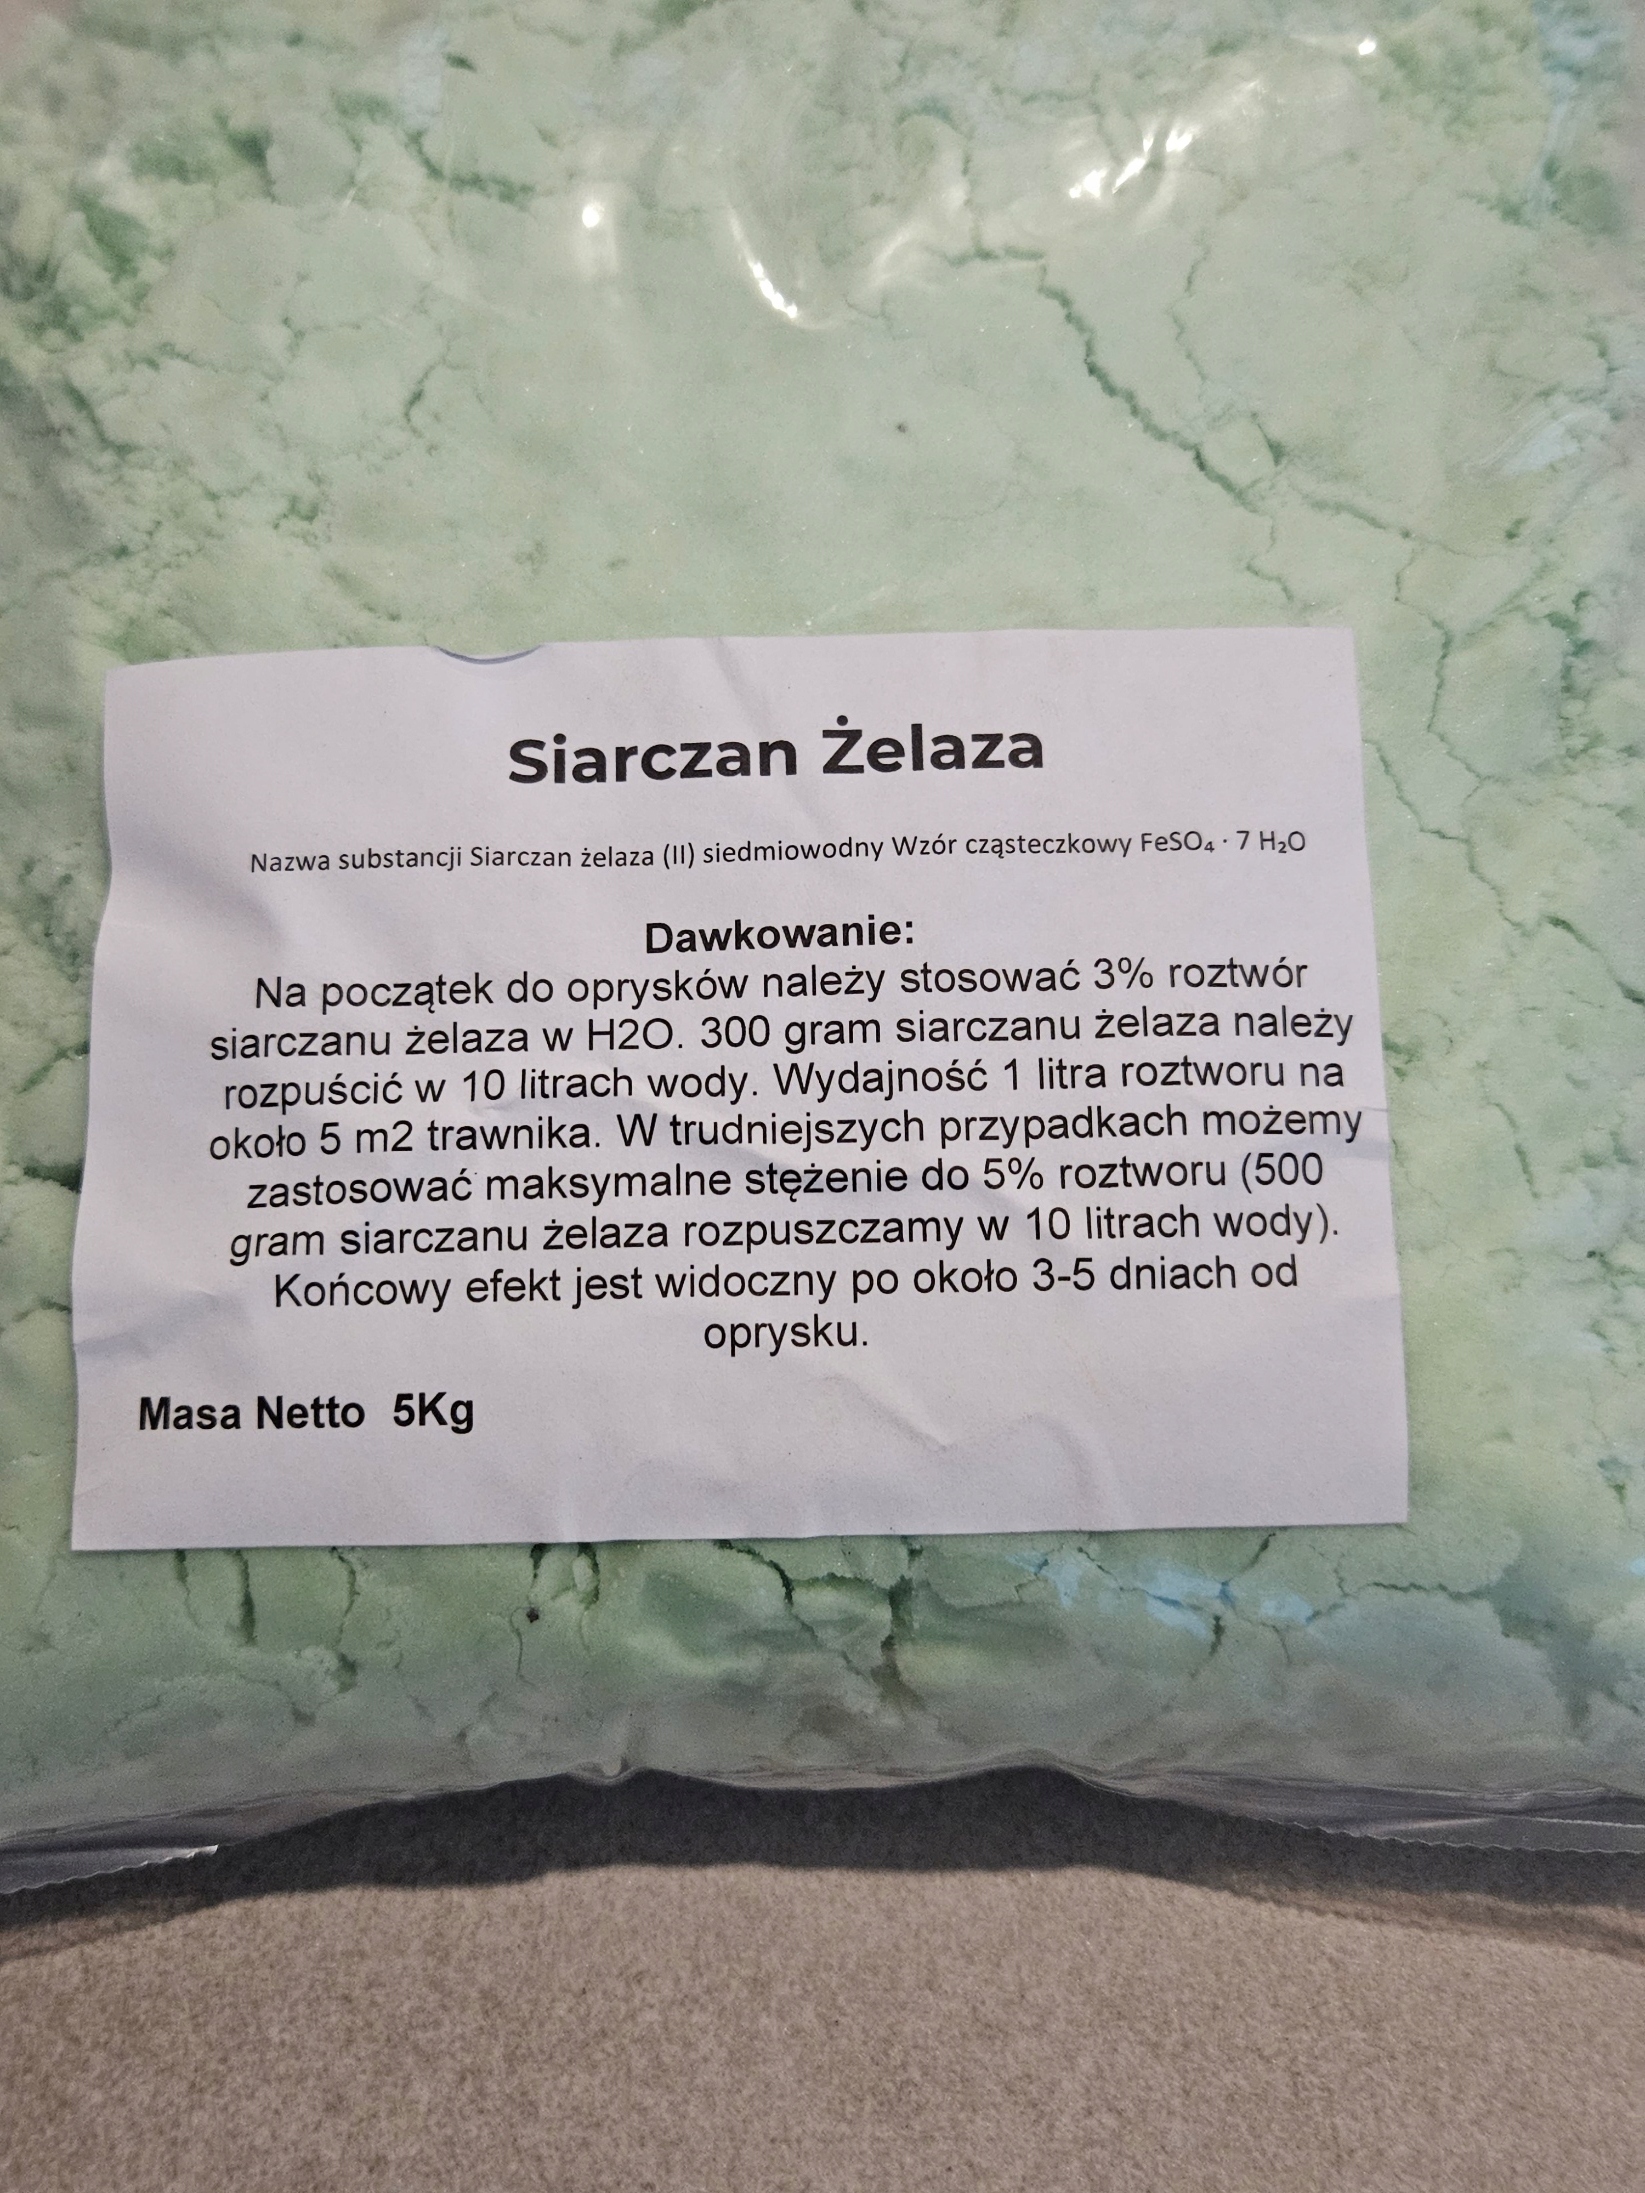 Siarczan Żelaza
Nazwa substancji Siarczan żelaza (II) siedmiowodny Wzór cząsteczkowy FeSO₄ · 7 H₂O
Dawkowanie:
Na początek do oprysków należy stosować 3% roztwór
siarczanu żelaza w H2O. 300 gram siarczanu żelaza należy
rozpuścić w 10 litrach wody. Wydajność 1 litra roztworu na
około 5 m2 trawnika. W trudniejszych przypadkach możemy
zastosować maksymalne stężenie do 5% roztworu (500
gram siarczanu żelaza rozpuszczamy w 10 litrach wody).
Końcowy efekt jest widoczny po około 3-5 dniach od
oprysku.
Masa Netto 5Kg